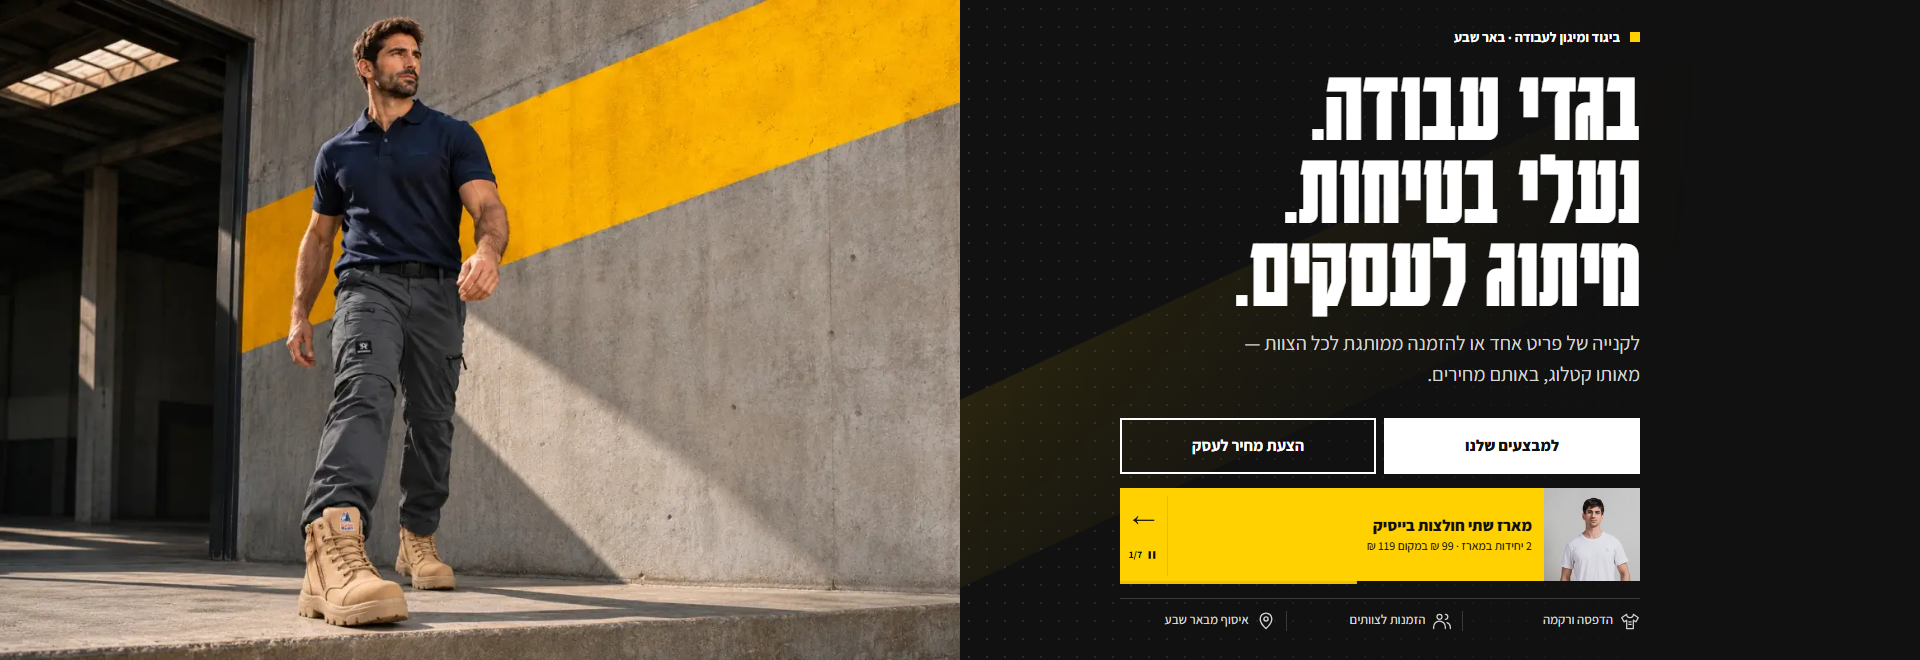 ביגוד ומיגון לעבודה · באר שבע
בגדי עבודה.
נעלי בטיחות.
מיתוג לעסקים.
לקנייה של פריט אחד או להזמנה ממותגת לכל הצוות —
מאותו קטלוג, באותם מחירים.
למבצעים שלנו
הצעת מחיר לעסק
מארז שתי חולצות בייסיק
2 יחידות במארז · 99 ₪ במקום 119 ₪
1/7
הדפסה ורקמה
הזמנות לצוותים
איסוף מבאר שבע